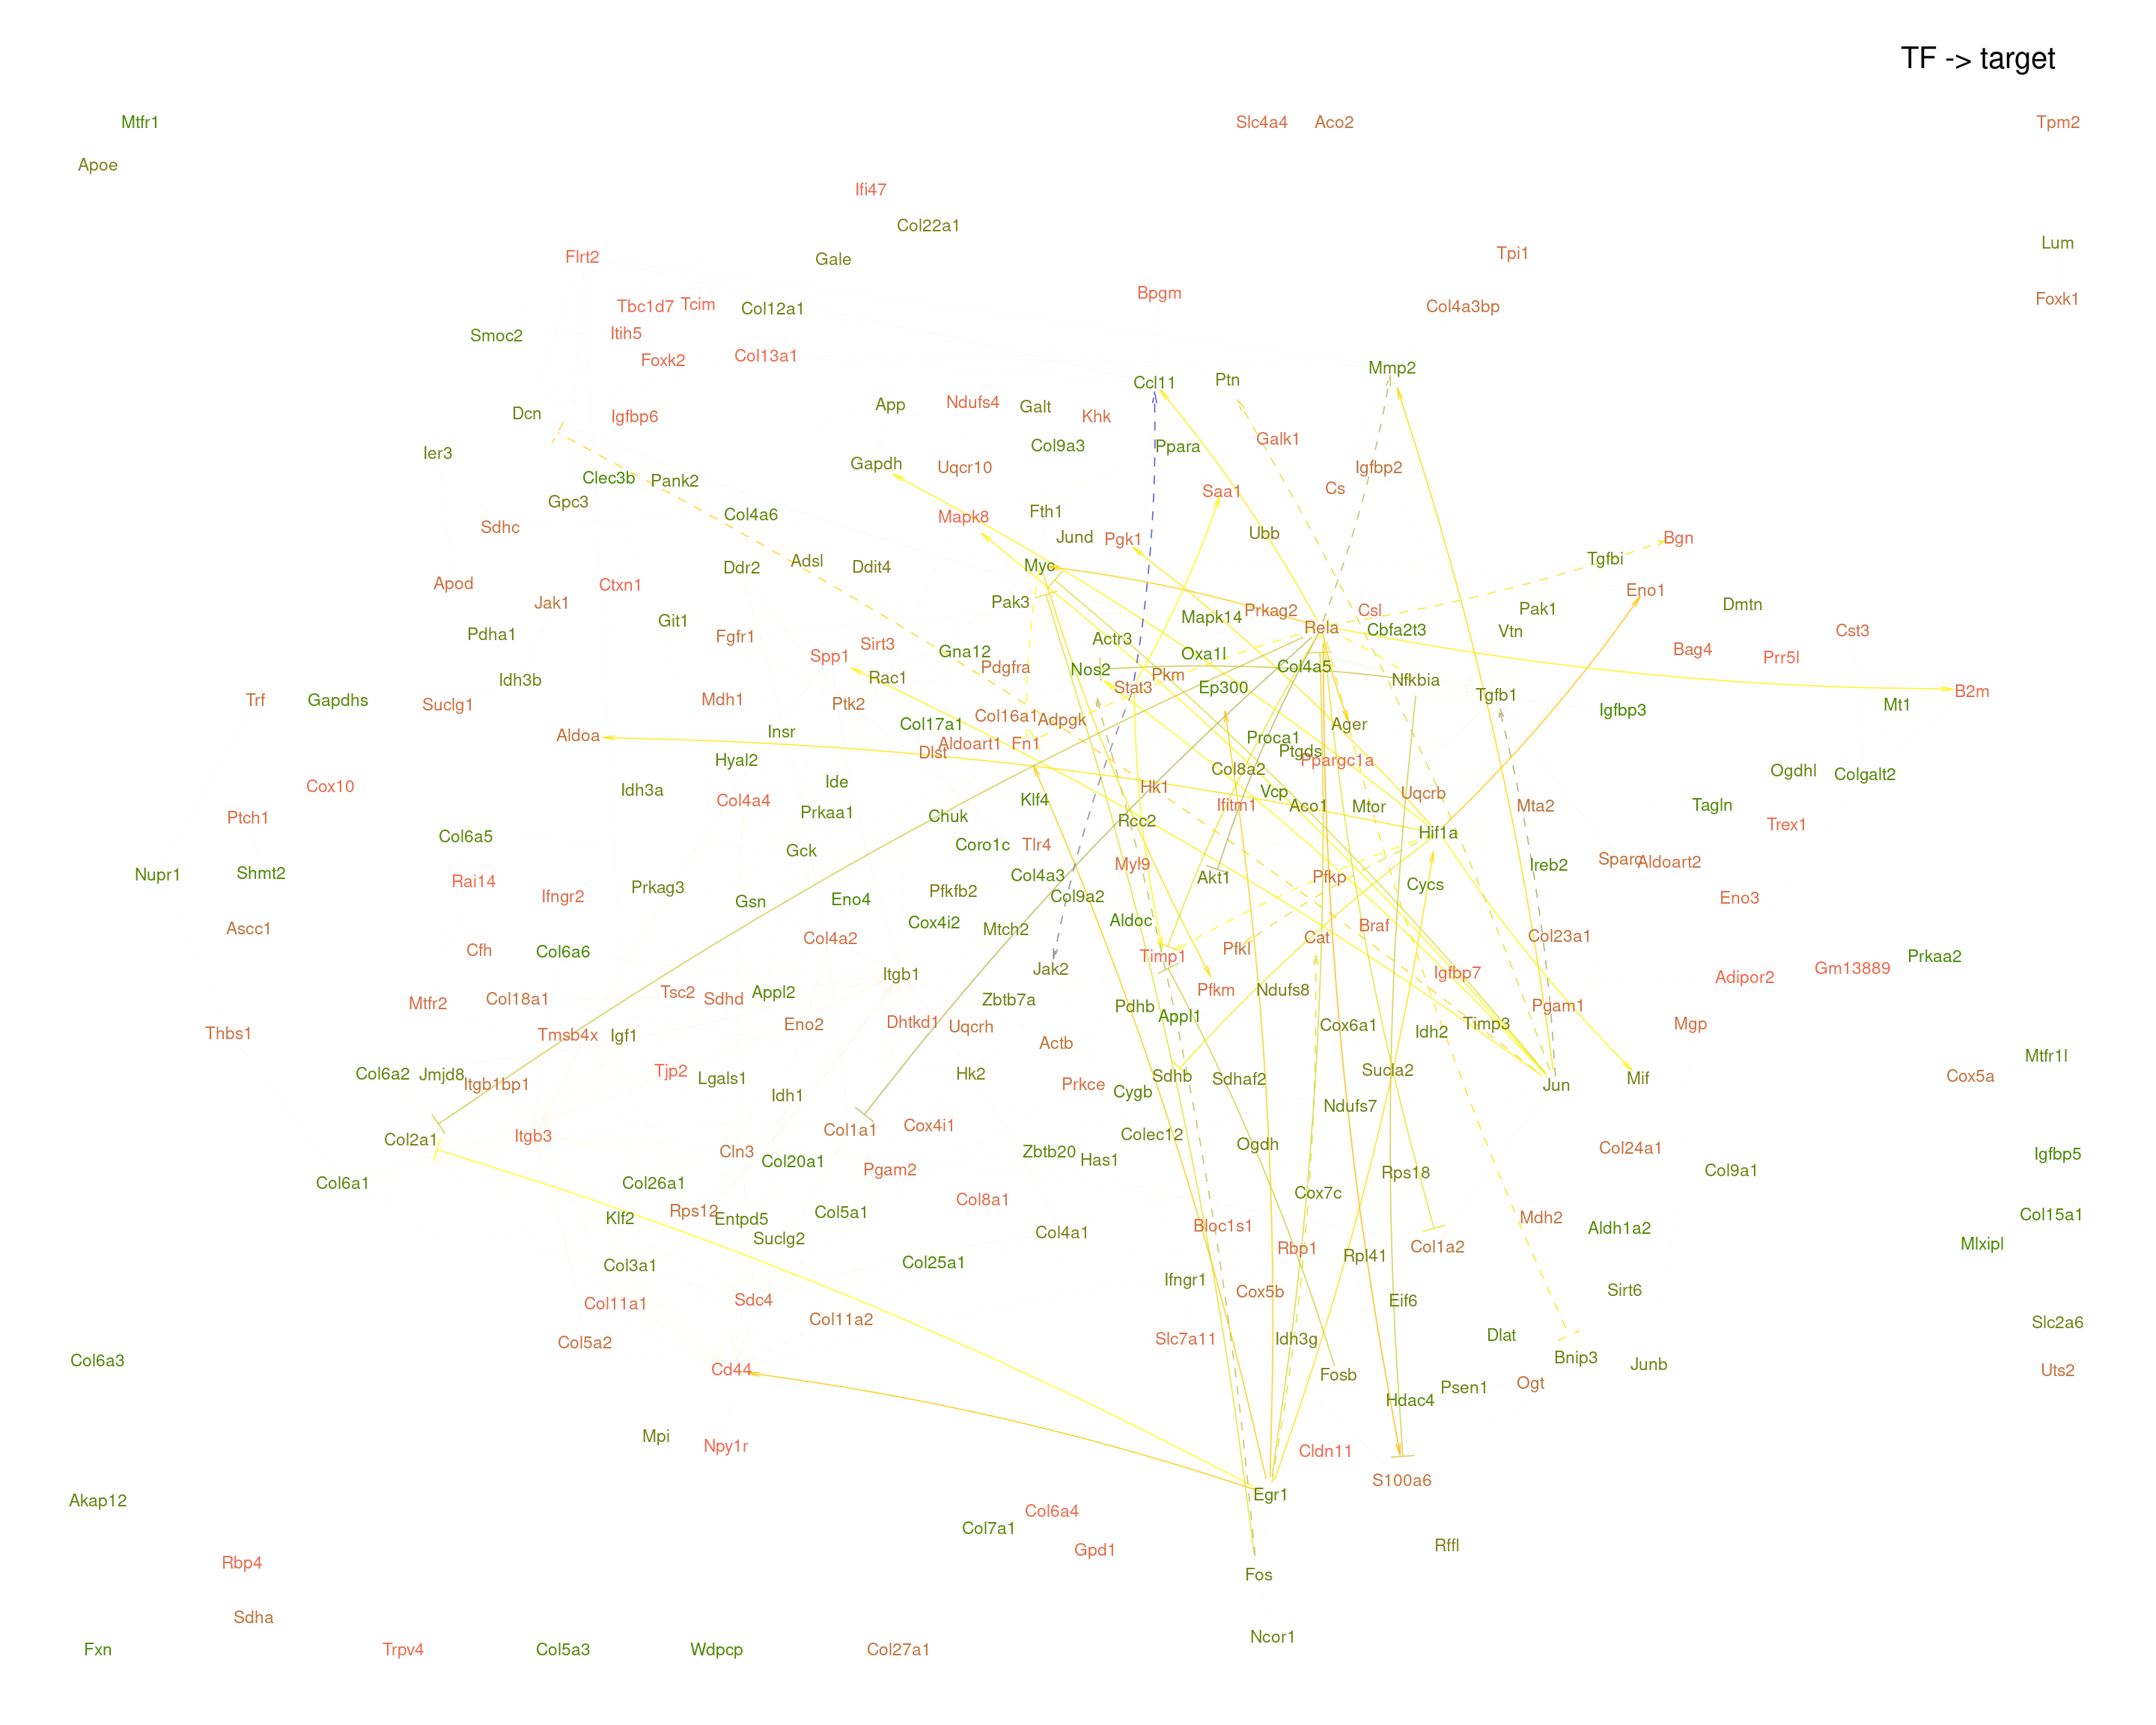 TF -> target
Mtfr1
Slc4a4
Aco2
Tpm2
Apoe
Ifi47
Col22a1
Lum
Flrt2
Gale
Tpi1
Bpgm
Foxk1
Tbc1d7
Tcim
Col12a1
Col4a3bp
Smoc2
Itih5
Foxk2
Col13a1
Mmp2
Ccl11
Ptn
Dcn
Igfbp6
App
Ndufs4
Galt
Khk
Ier3
Col9a3
Ppara
Galk1
Gapdh
Uqcr10
Igfbp2
Clec3b
Pank2
Saa1
Cs
Gpc3
Col4a6
Mapk8
Fth1
Sdhc
Jund
Pgk1
Ubb
Bgn
Tgfbi
Ddr2
Adsl
Ddit4
Myc
Apod
Ctxn1
Eno1
Jak1
Pak3
Prkag2
Csl
Pak1
Dmtn
Git1
Mapk14
Rela
Cbfa2t3
Vtn
Cst3
Pdha1
Fgfr1
Sirt3
Actr3
Gna12
Oxa1l
Bag4
Prr5l
Spp1
Pdgfra
Nos2
Pkm
Col4a5
Idh3b
Rac1
Stat3
Ep300
Nfkbia
Tgfb1
B2m
Trf
Gapdhs
Suclg1
Mdh1
Ptk2
Igfbp3
Mt1
Col16a1
Adpgk
Col17a1
Ager
Aldoa
Insr
Aldoart1
Fn1
Proca1
Dlst
Ptgds
Hyal2
Ppargc1a
Col8a2
Ogdhl
Colgalt2
Cox10
Idh3a
Ide
Hk1
Vcp
Uqcrb
Col4a4
Klf4
Ifitm1
Aco1
Mtor
Mta2
Tagln
Ptch1
Prkaa1
Chuk
Rcc2
Hif1a
Trex1
Col6a5
Coro1c
Tlr4
Gck
Myl9
Sparc
Aldoart2
Ireb2
Nupr1
Shmt2
Rai14
Prkag3
Col4a3
Akt1
Pfkp
Cycs
Ifngr2
Gsn
Eno4
Pfkfb2
Col9a2
Eno3
Ascc1
Cox4i2
Mtch2
Aldoc
Braf
Cfh
Col6a6
Col4a2
Pfkl
Cat
Col23a1
Timp1
Prkaa2
Itgb1
Jak2
Igfbp7
Adipor2
Gm13889
Mtfr2
Col18a1
Tsc2
Sdhd
Appl2
Zbtb7a
Pfkm
Ndufs8
Pdhb
Pgam1
Thbs1
Tmsb4x
Igf1
Eno2
Dhtkd1
Uqcrh
Appl1
Cox6a1
Idh2
Timp3
Mgp
Actb
Mtfr1l
Col6a2
Jmjd8
Itgb1bp1
Tjp2
Lgals1
Hk2
Prkce
Sdhb
Sdhaf2
Sucla2
Jun
Mif
Cox5a
Idh1
Cygb
Ndufs7
Col2a1
Itgb3
Col1a1
Cox4i1
Colec12
Ogdh
Col24a1
Cln3
Col20a1
Zbtb20
Has1
Igfbp5
Col6a1
Col26a1
Pgam2
Rps18
Col9a1
Col8a1
Cox7c
Klf2
Rps12
Entpd5
Col5a1
Bloc1s1
Mdh2
Col15a1
Suclg2
Col4a1
Rbp1
Col1a2
Aldh1a2
Mlxipl
Col3a1
Col25a1
Rpl41
Ifngr1
Cox5b
Sirt6
Col11a1
Sdc4
Eif6
Col11a2
Slc2a6
Col5a2
Slc7a11
Idh3g
Dlat
Col6a3
Cd44
Fosb
Bnip3
Junb
Uts2
Psen1
Ogt
Hdac4
Mpi
Npy1r
Cldn11
S100a6
Akap12
Egr1
Col6a4
Col7a1
Rbp4
Gpd1
Rffl
Fos
Sdha
Ncor1
Fxn
Trpv4
Col5a3
Wdpcp
Col27a1